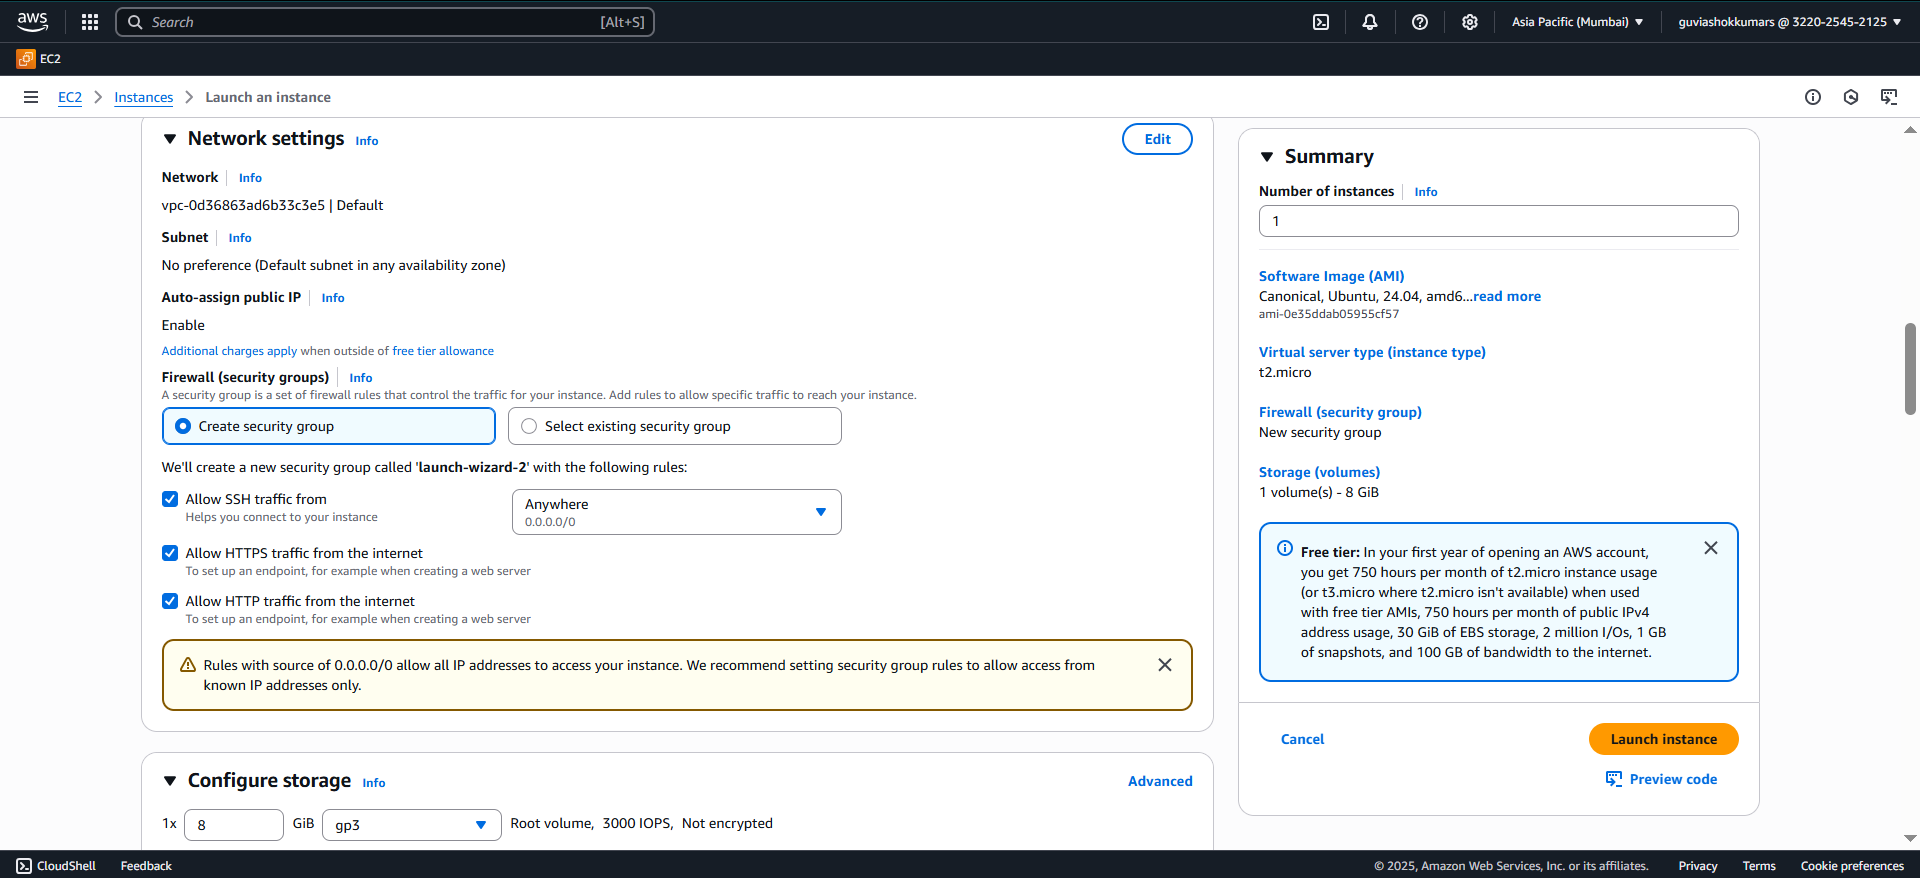 aws
Search [Alt+S]
Asia Pacific (Mumbai)
guviashokkumars @ 3220-2545-2125
EC2
EC2 Instances Launch an instance
Network settings Info
Edit
Network Info
vpc-0d36863ad6b33c3e5 | Default
Subnet Info
No preference (Default subnet in any availability zone)
Auto-assign public IP Info
Enable
Additional charges apply when outside of free tier allowance
Firewall (security groups) Info
A security group is a set of firewall rules that control the traffic for your instance. Add rules to allow specific traffic to reach your instance.
Create security group
Select existing security group
We'll create a new security group called 'launch-wizard-2' with the following rules:
Allow SSH traffic from
Helps you connect to your instance
Anywhere
0.0.0.0/0
Allow HTTPS traffic from the internet
To set up an endpoint, for example when creating a web server
Allow HTTP traffic from the internet
To set up an endpoint, for example when creating a web server
Rules with source of 0.0.0.0/0 allow all IP addresses to access your instance. We recommend setting security group rules to allow access from
known IP addresses only.
Configure storage Info
Advanced
1x 8 GiB gp3 Root volume, 3000 IOPS, Not encrypted
Summary
Number of instances Info
1
Software Image (AMI)
Canonical, Ubuntu, 24.04, amd6...read more
ami-0e35ddab05955cf57
Virtual server type (instance type)
t2.micro
Firewall (security group)
New security group
Storage (volumes)
1 volume(s) - 8 GiB
Free tier: In your first year of opening an AWS account,
you get 750 hours per month of t2.micro instance usage
(or t3.micro where t2.micro isn't available) when used
with free tier AMIs, 750 hours per month of public IPv4
address usage, 30 GiB of EBS storage, 2 million I/Os, 1 GB
of snapshots, and 100 GB of bandwidth to the internet.
Cancel
Launch instance
Preview code
CloudShell Feedback
© 2025, Amazon Web Services, Inc. or its affiliates. Privacy Terms Cookie preferences